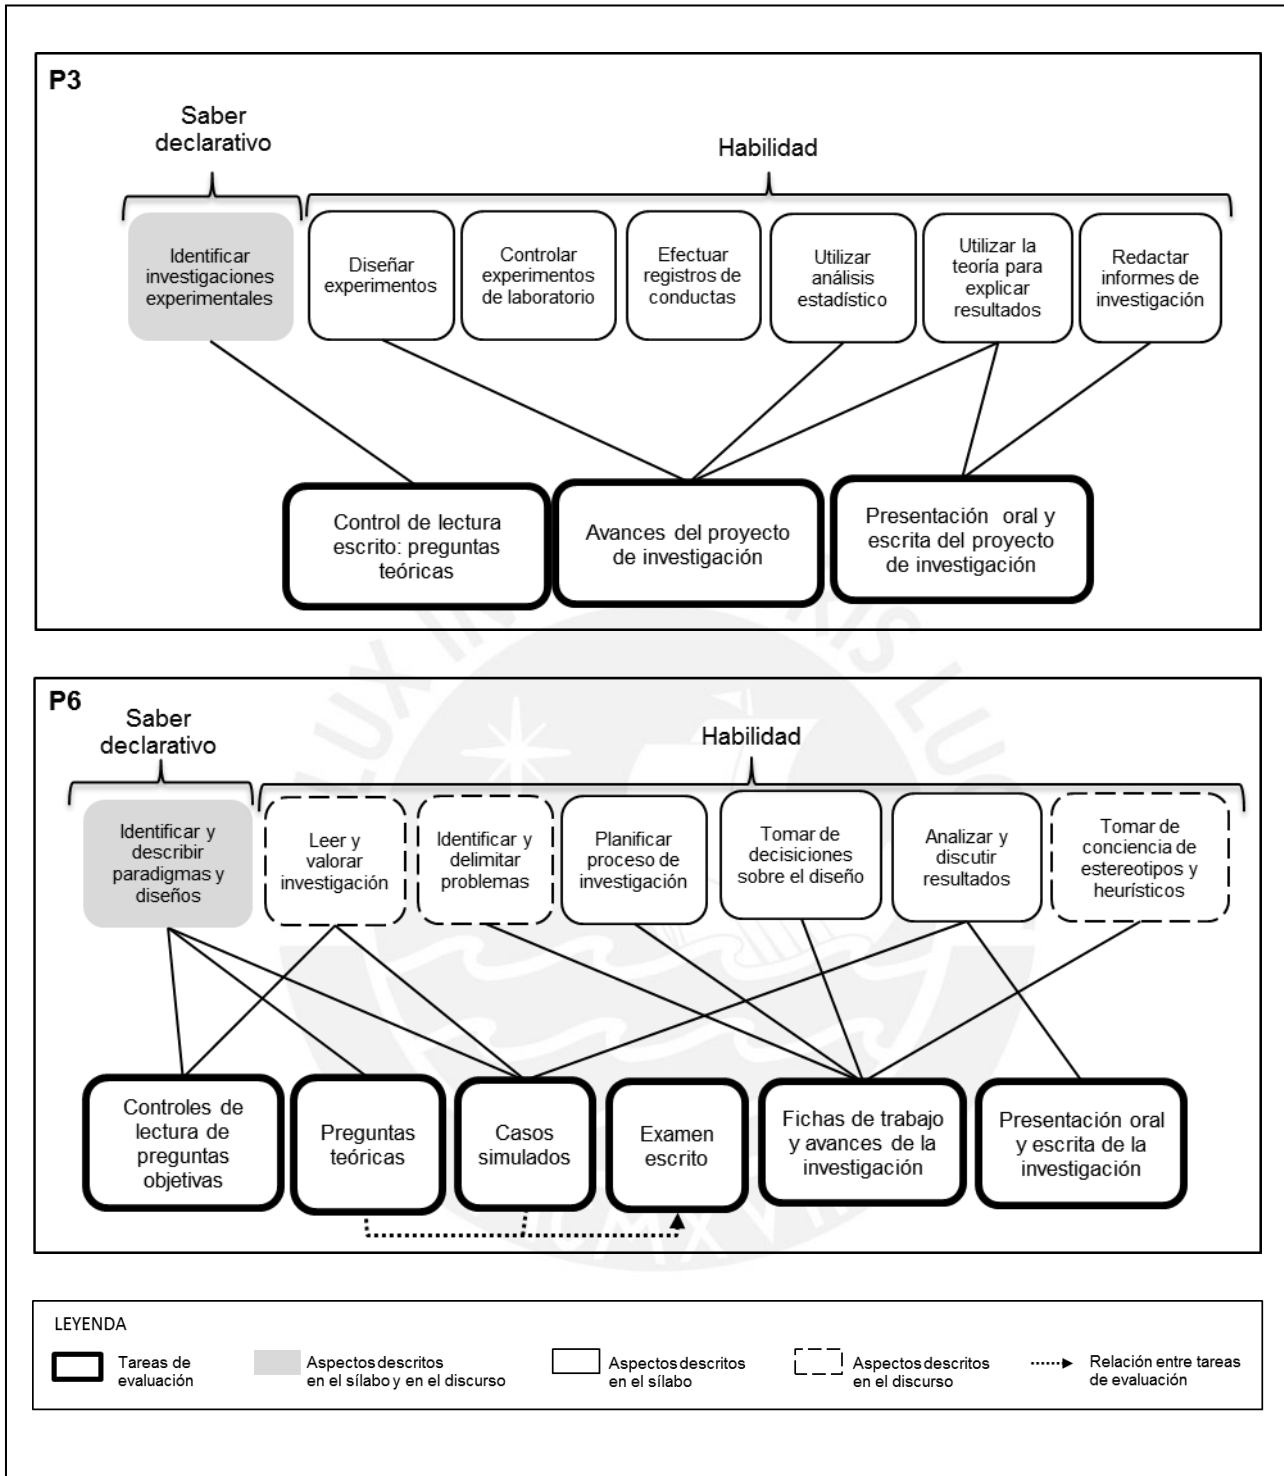 P3
Saber
declarativo
Habilidad
Identificar
investigaciones
experimentales
Diseñar
experimentos
Controlar
experimentos
de laboratorio
Efectuar
registros de
conductas
Utilizar
análisis
estadístico
Utilizar la
teoría para
explicar
resultados
Redactar
informes de
investigación
Control de lectura
escrito: preguntas
teóricas
Avances del proyecto
de investigación
Presentación oral y
escrita del proyecto
de investigación
P6
Saber
declarativo
Habilidad
Identificar y
describir
paradigmas y
diseños
Leer y
valorar
investigación
Identificar y
delimitar
problemas
Planificar
proceso de
investigación
Tomar de
decisiciones
sobre el diseño
Analizar y
discutir
resultados
Tomar de
conciencia de
estereotipos y
heurísticos
Controles de
lectura de
preguntas
objetivas
Preguntas
teóricas
Casos
simulados
Examen
escrito
Fichas de trabajo
y avances de la
investigación
Presentación oral
y escrita de la
investigación
LEYENDA
Tareas de
evaluación
Aspectos descritos
en el sílabo y en el discurso
Aspectos descritos
en el sílabo
Aspectos descritos
en el discurso
Relación entre tareas
de evaluación